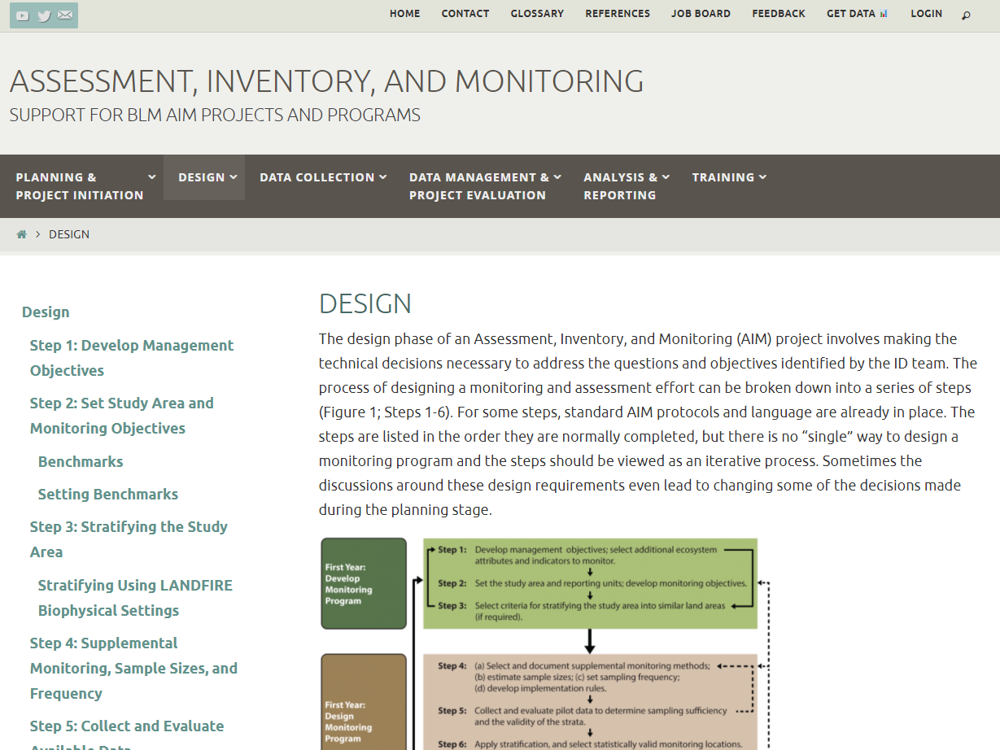 HOME CONTACT GLOSSARY REFERENCES JOB BOARD FEEDBACK GET DATA LOGIN
ASSESSMENT, INVENTORY, AND MONITORING
SUPPORT FOR BLM AIM PROJECTS AND PROGRAMS
PLANNING &
PROJECT INITIATION
DESIGN
DATA COLLECTION
DATA MANAGEMENT &
PROJECT EVALUATION
ANALYSIS &
REPORTING
TRAINING
DESIGN
Design
Step 1: Develop Management
Objectives
Step 2: Set Study Area and
Monitoring Objectives
Benchmarks
Setting Benchmarks
Step 3: Stratifying the Study
Area
Stratifying Using LANDFIRE
Biophysical Settings
Step 4: Supplemental
Monitoring, Sample Sizes, and
Frequency
Step 5: Collect and Evaluate
Available Data
DESIGN
The design phase of an Assessment, Inventory, and Monitoring (AIM) project involves making the
technical decisions necessary to address the questions and objectives identified by the ID team. The
process of designing a monitoring and assessment effort can be broken down into a series of steps
(Figure 1; Steps 1-6). For some steps, standard AIM protocols and language are already in place. The
steps are listed in the order they are normally completed, but there is no “single” way to design a
monitoring program and the steps should be viewed as an iterative process. Sometimes the
discussions around these design requirements even lead to changing some of the decisions made
during the planning stage.
First Year:
Develop
Monitoring
Program
Step 1: Develop management objectives; select additional ecosystem
attributes and indicators to monitor.
Step 2: Set the study area and reporting units; develop monitoring objectives.
Step 3: Select criteria for stratifying the study area into similar land areas
(if required).
First Year:
Design
Monitoring
Program
Step 4: (a) Select and document supplemental monitoring methods;
(b) estimate sample sizes; (c) set sampling frequency;
(d) develop implementation rules.
Step 5: Collect and evaluate pilot data to determine sampling sufficiency
and the validity of the strata.
Step 6: Apply stratification, and select statistically valid monitoring locations.